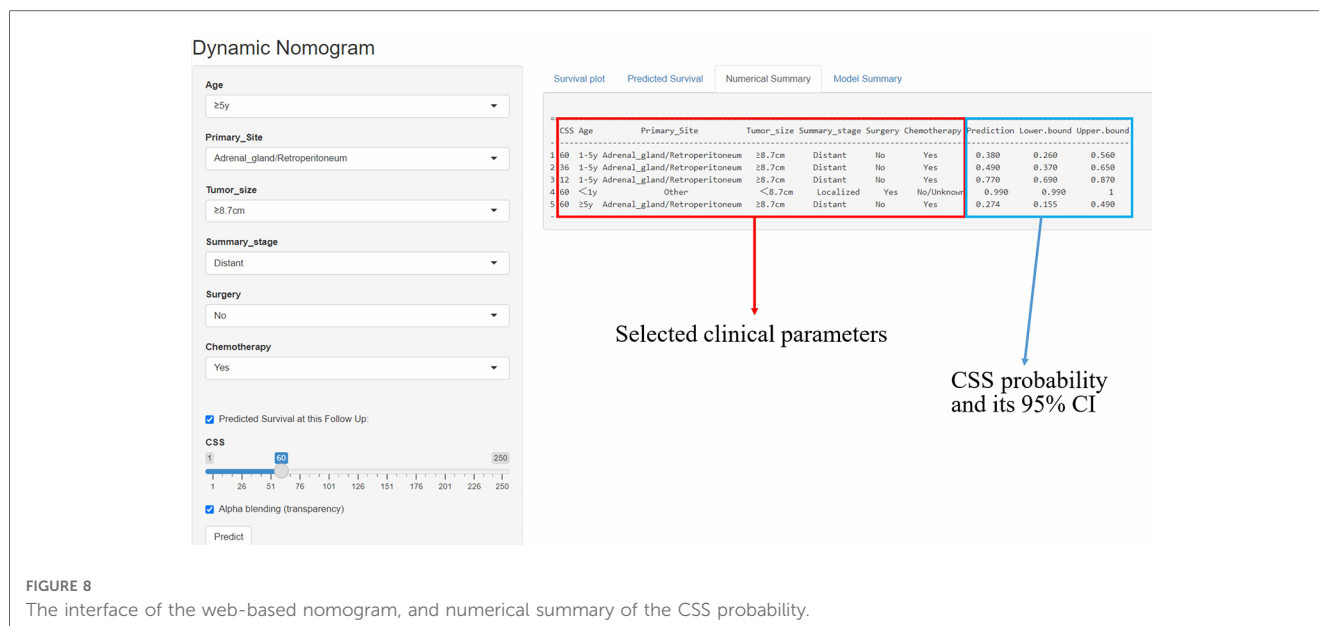 Dynamic Nomogram
Age
≥5y
Primary_Site
Adrenal_gland/Retroperitoneum
Tumor_size
≥8.7cm
Summary_stage
Distant
Surgery
No
Chemotherapy
Yes
Predicted Survival at this Follow Up:
CSS
1 60 250
1 26 51 76 101 126 151 176 201 226 250
Alpha blending (transparency)
Predict
Survival plot Predicted Survival Numerical Summary Model Summary
CSS Age Primary_Site Tumor_size Summary_stage Surgery Chemotherapy Prediction Lower.bound Upper.bound
1 60 1-5y Adrenal_gland/Retroperitoneum ≥8.7cm Distant No Yes 0.380 0.260 0.560
2 36 1-5y Adrenal_gland/Retroperitoneum ≥8.7cm Distant No Yes 0.490 0.370 0.650
3 12 1-5y Adrenal_gland/Retroperitoneum ≥8.7cm Distant No Yes 0.770 0.690 0.870
4 60 <1y Other <8.7cm Localized Yes No/Unknown 0.990 0.990 1
5 60 ≥5y Adrenal_gland/Retroperitoneum ≥8.7cm Distant No Yes 0.274 0.155 0.490
Selected clinical parameters
CSS probability
and its 95% CI
FIGURE 8
The interface of the web-based nomogram, and numerical summary of the CSS probability.